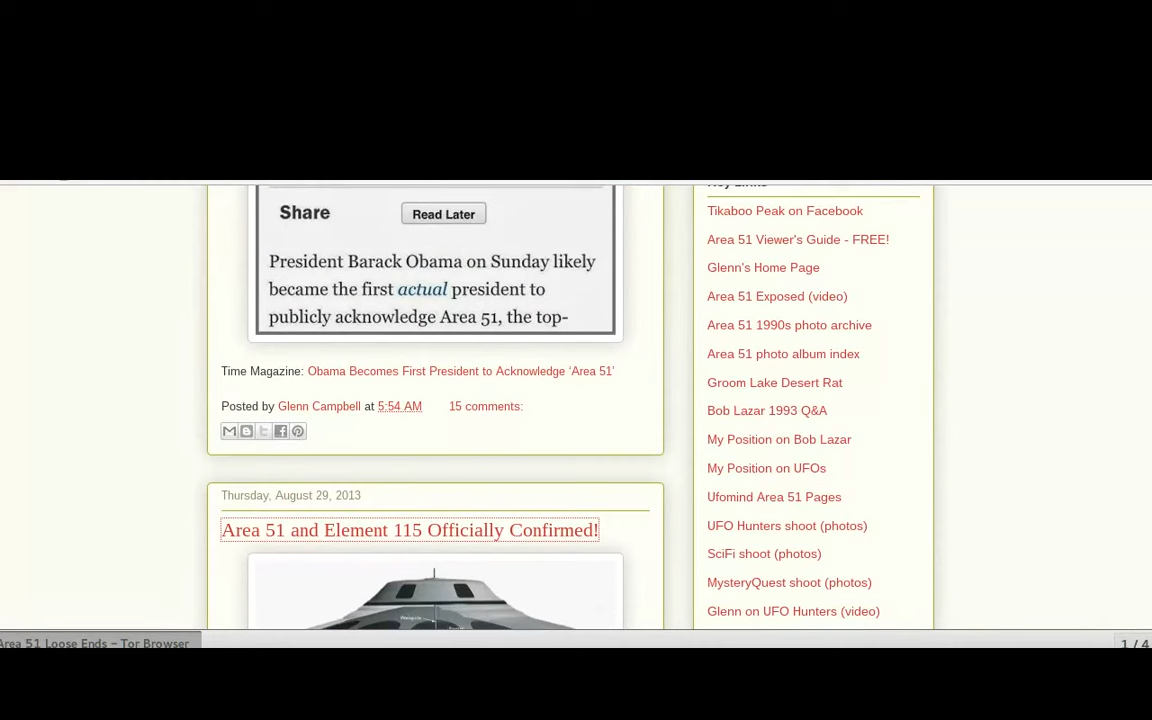 Key Links
Share
Read Later
President Barack Obama on Sunday likely
became the first actual president to
publicly acknowledge Area 51, the top-
Time Magazine: Obama Becomes First President to Acknowledge ‘Area 51’
Posted by Glenn Campbell at 5:54 AM 15 comments:
Thursday, August 29, 2013
Area 51 and Element 115 Officially Confirmed!
Tikaboo Peak on Facebook
Area 51 Viewer's Guide - FREE!
Glenn's Home Page
Area 51 Exposed (video)
Area 51 1990s photo archive
Area 51 photo album index
Groom Lake Desert Rat
Bob Lazar 1993 Q&A
My Position on Bob Lazar
My Position on UFOs
Ufomind Area 51 Pages
UFO Hunters shoot (photos)
SciFi shoot (photos)
MysteryQuest shoot (photos)
Glenn on UFO Hunters (video)
Area 51 Loose Ends – Tor Browser
1 / 4